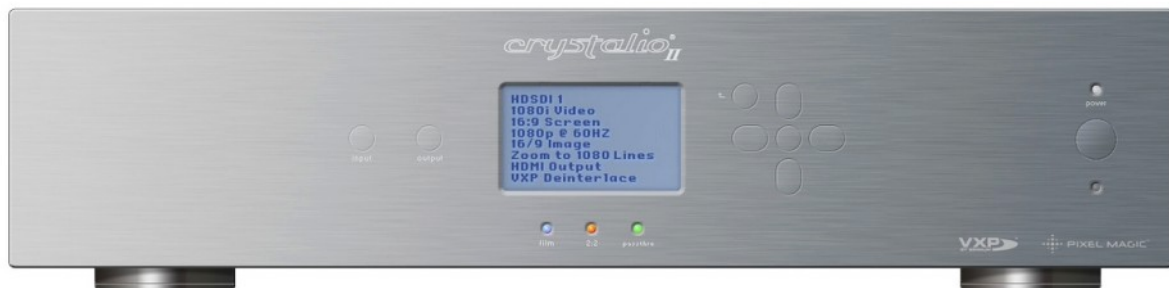 crystalio II
HDSDI 1
1080i Video
16:9 Screen
1080p @ 60HZ
16/9 Image
Zoom to 1080 Lines
HDMI Output
VXP Deinterlace
input
output
power
film
2:2
passthru
VXP
PIXEL MAGIC